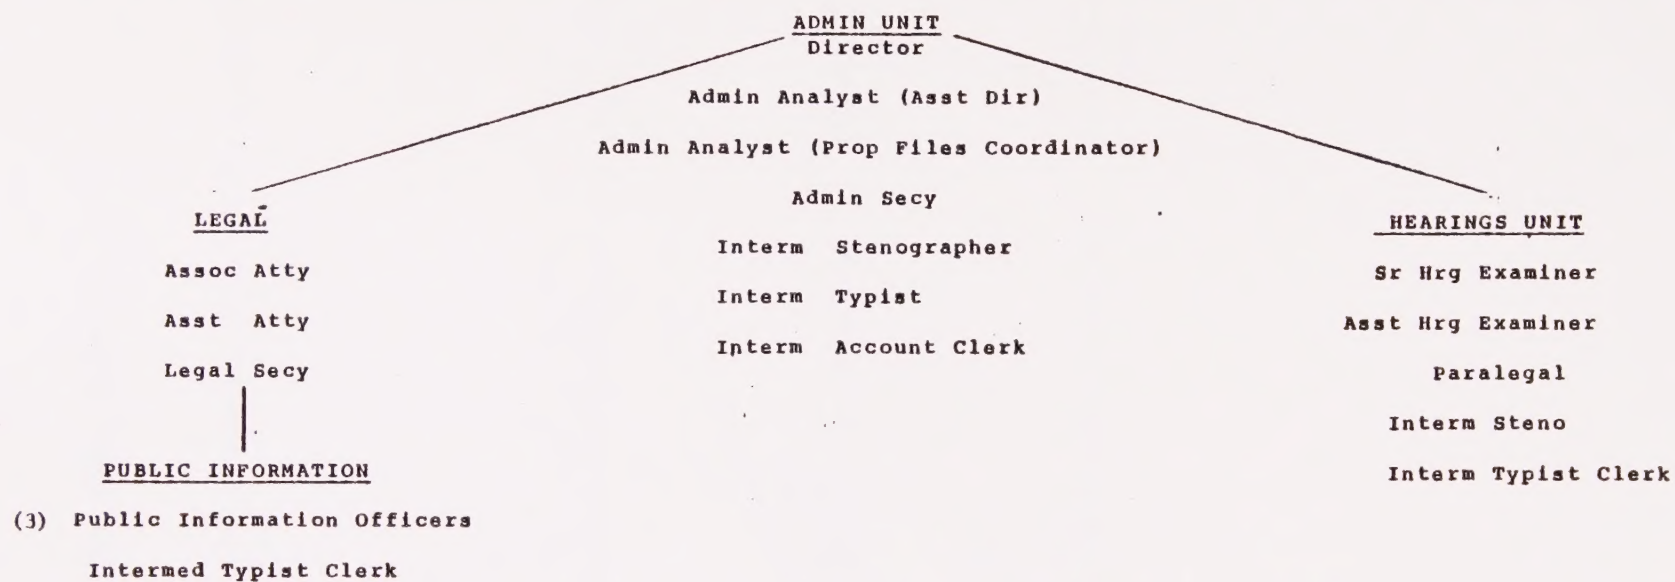 ADMIN UNIT
Director
Admin Analyst (Asst Dir)
Admin Analyst (Prop Files Coordinator)
Admin Secy
Interm Stenographer
Interm Typist
Interm Account Clerk
LEGAL
Assoc Atty
Asst Atty
Legal Secy
PUBLIC INFORMATION
(3) Public Information Officers
Intermed Typist Clerk
HEARINGS UNIT
Sr Hrg Examiner
Asst Hrg Examiner
Paralegal
Interm Steno
Interm Typist Clerk